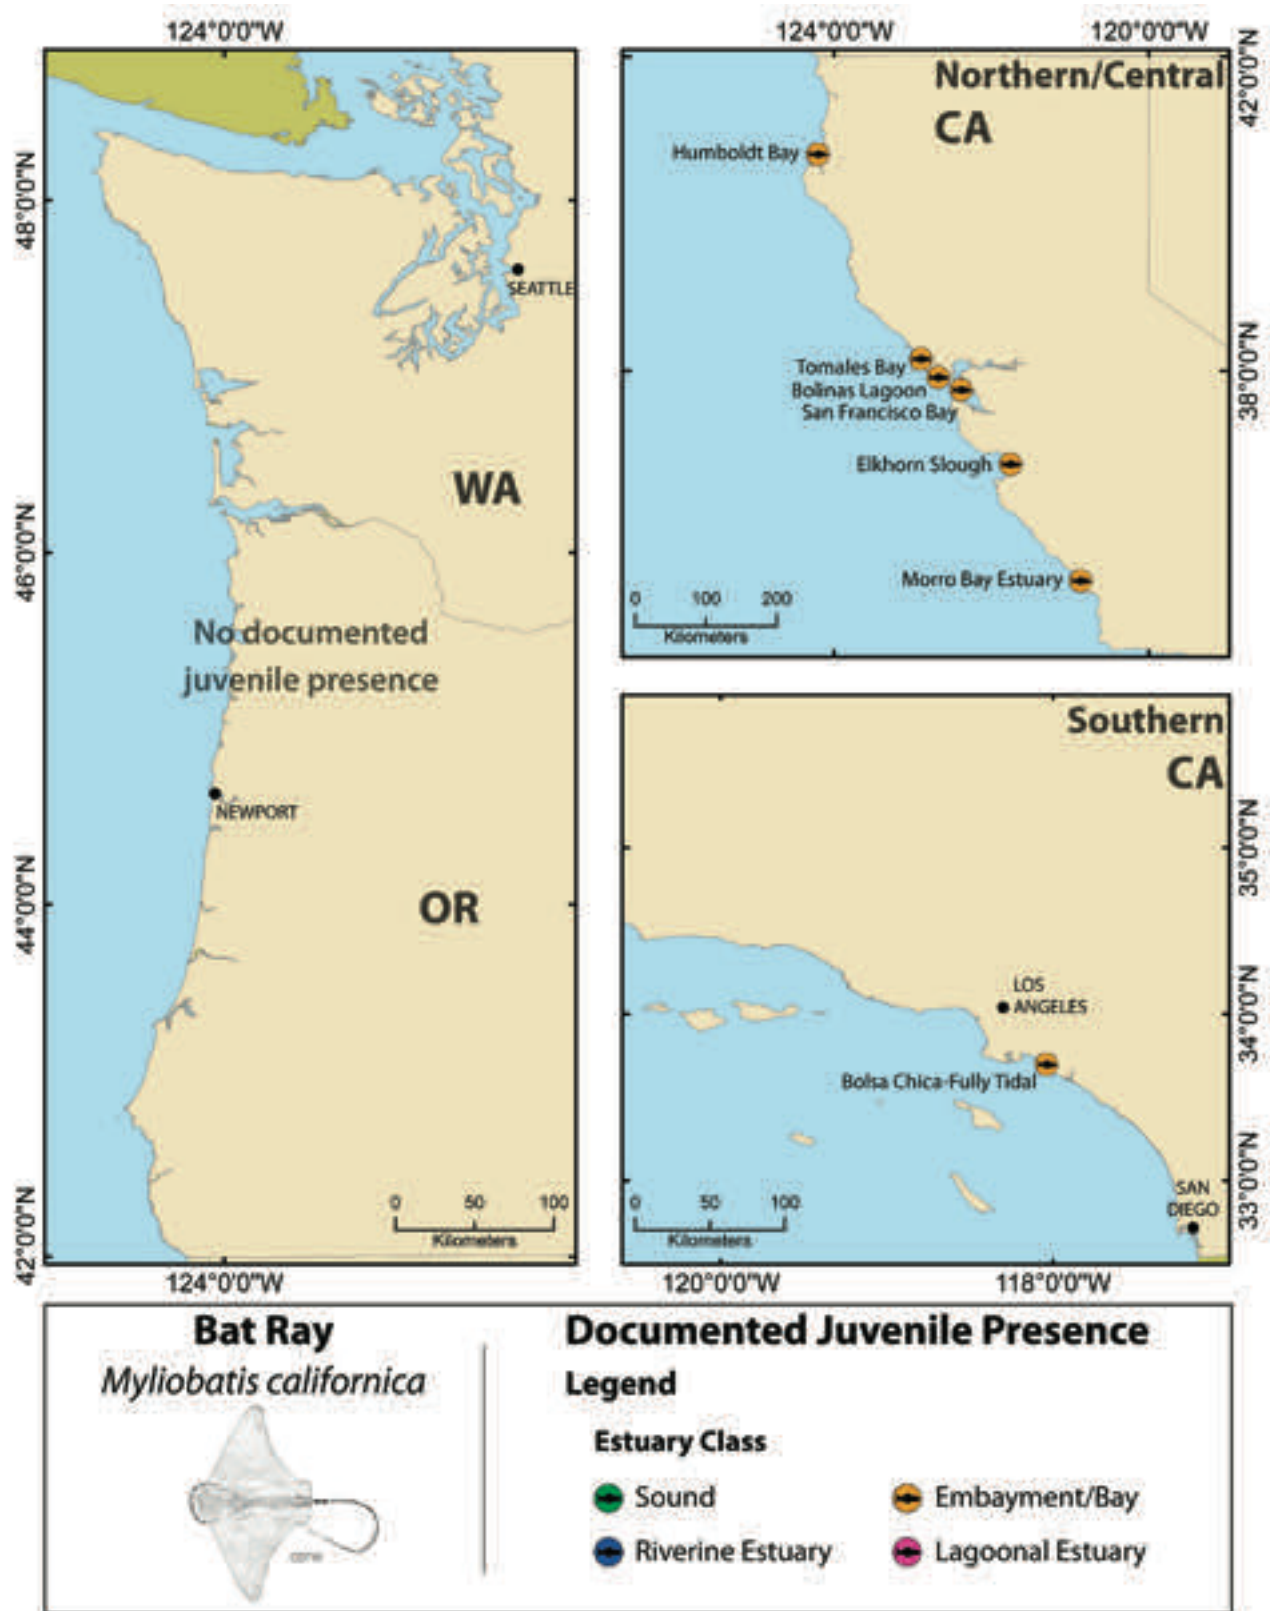 124°0'0"W
48°0'0"N
46°0'0"N
44°0'0"N
42°0'0"N
SEATTLE
WA
No documented
juvenile presence
NEWPORT
OR
0 50 100
Kilometers
124°0'0"W
124°0'0"W 120°0'0"W
Northern/Central
CA
42°0'0"N
38°0'0"N
Humboldt Bay
Tomales Bay
Bolinas Lagoon
San Francisco Bay
Elkhorn Slough
Morro Bay Estuary
0 100 200
Kilometers
Southern
CA
35°0'0"N
34°0'0"N
33°0'0"N
LOS
ANGELES
Bolsa Chica-Fully Tidal
SAN
DIEGO
0 50 100
Kilometers
120°0'0"W 118°0'0"W
Bat Ray
Myliobatis californica
Documented Juvenile Presence
Legend
Estuary Class
Sound
Embayment/Bay
Riverine Estuary
Lagoonal Estuary